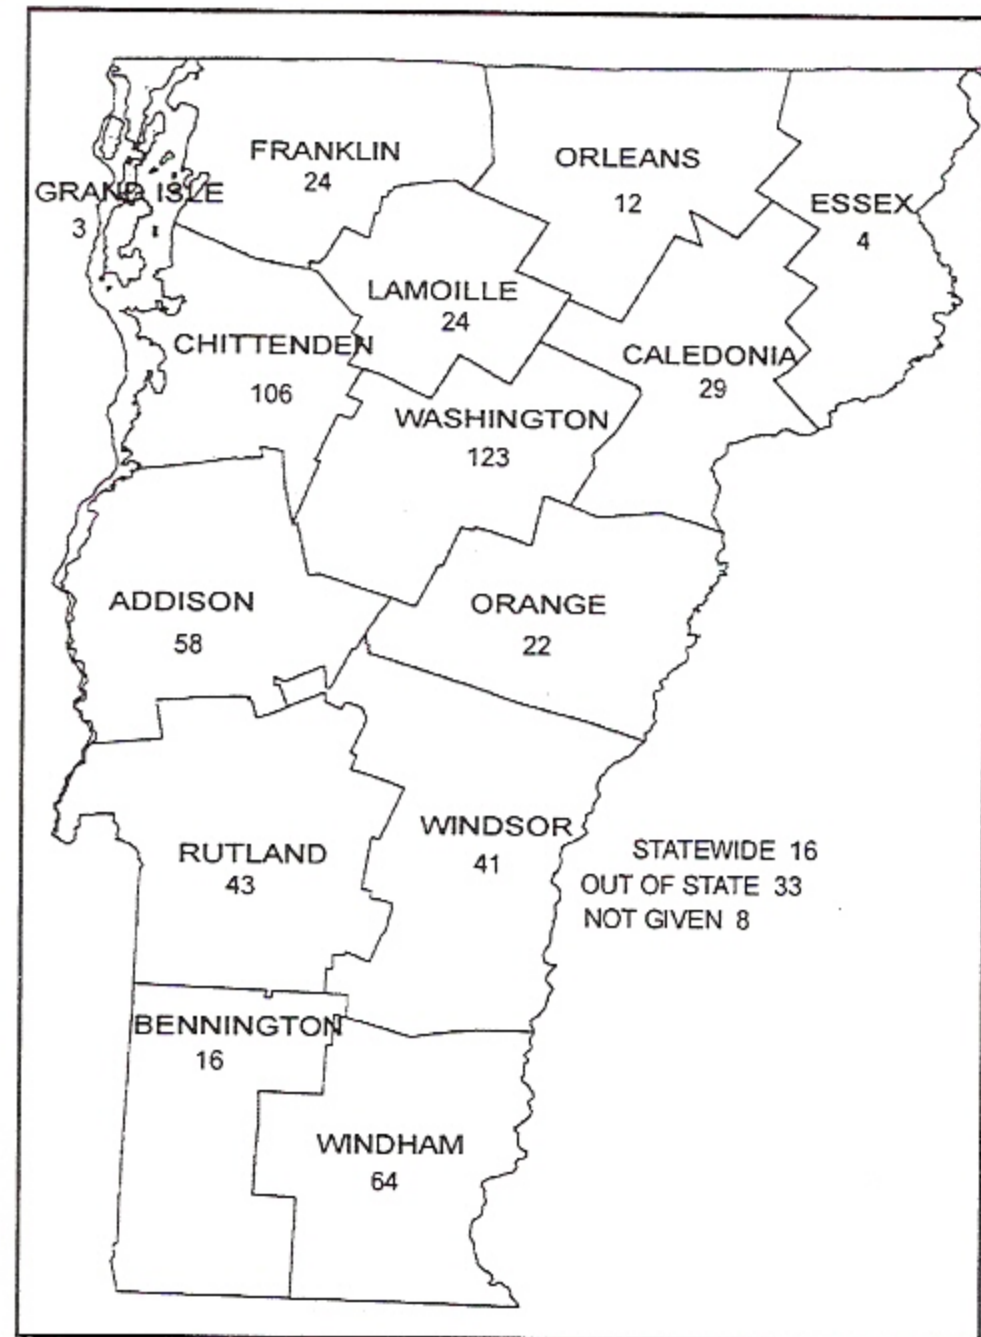 FRANKLIN
24
ORLEANS
12
GRAND ISLE
3
ESSEX
4
LAMOILLE
24
CHITTENDEN
106
CALEDONIA
29
WASHINGTON
123
ADDISON
58
ORANGE
22
WINDSOR
41
RUTLAND
43
STATEWIDE 16
OUT OF STATE 33
NOT GIVEN 8
BENNINGTON
16
WINDHAM
64